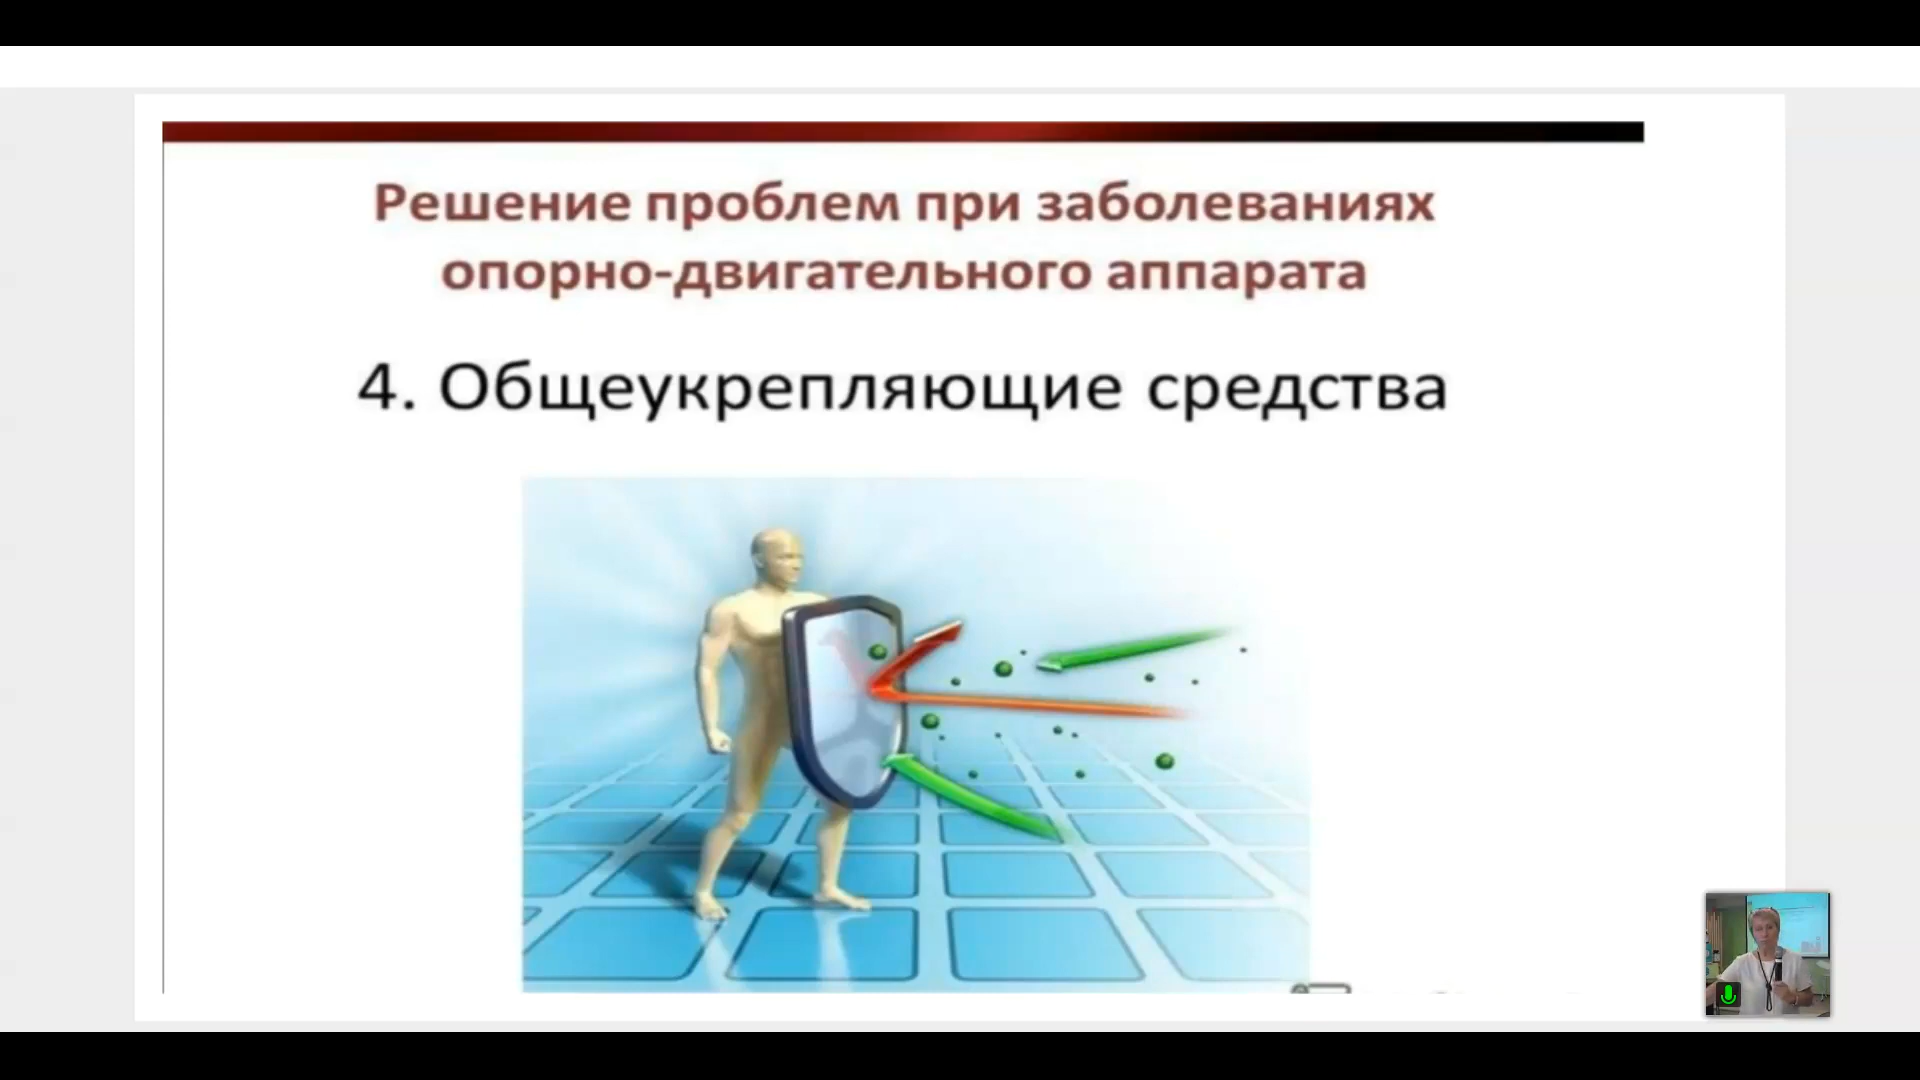 Решение проблем при заболеваниях
опорно-двигательного аппарата
4. Общеукрепляющие средства